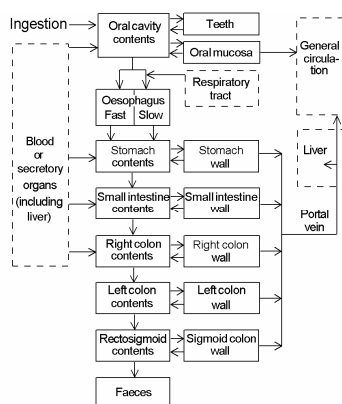 Ingestion
Oral cavity
contents
Teeth
Oral mucosa
General
circula-
tion
Respiratory
tract
Oesophagus
Fast Slow
Blood
or
secretory
organs
(including
liver)
Stomach
contents
Stomach
wall
Liver
Small intestine
contents
Small intestine
wall
Portal
vein
Right colon
contents
Right colon
wall
Left colon
contents
Left colon
wall
Rectosigmoid
contents
Sigmoid colon
wall
Faeces